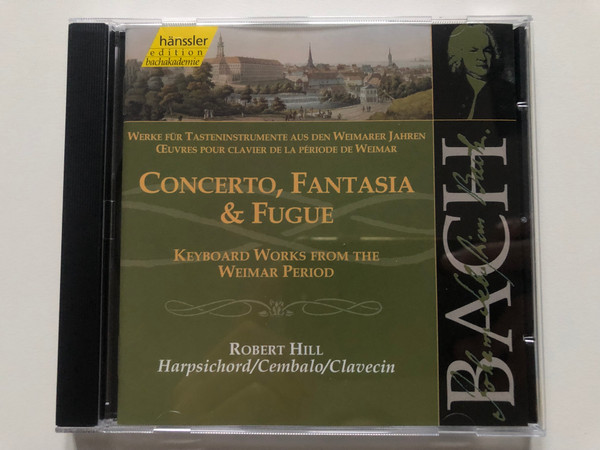 hänssler
edition
bachakademie
WERKE FÜR TASTENINSTRUMENTE AUS DEN WEIMARER JAHREN
ŒUVRES POUR CLAVIER DE LA PÉRIODE DE WEIMAR
CONCERTO, FANTASIA
& FUGUE
KEYBOARD WORKS FROM THE
WEIMAR PERIOD
ROBERT HILL
Harpsichord/Cembalo/Clavecin
BACH